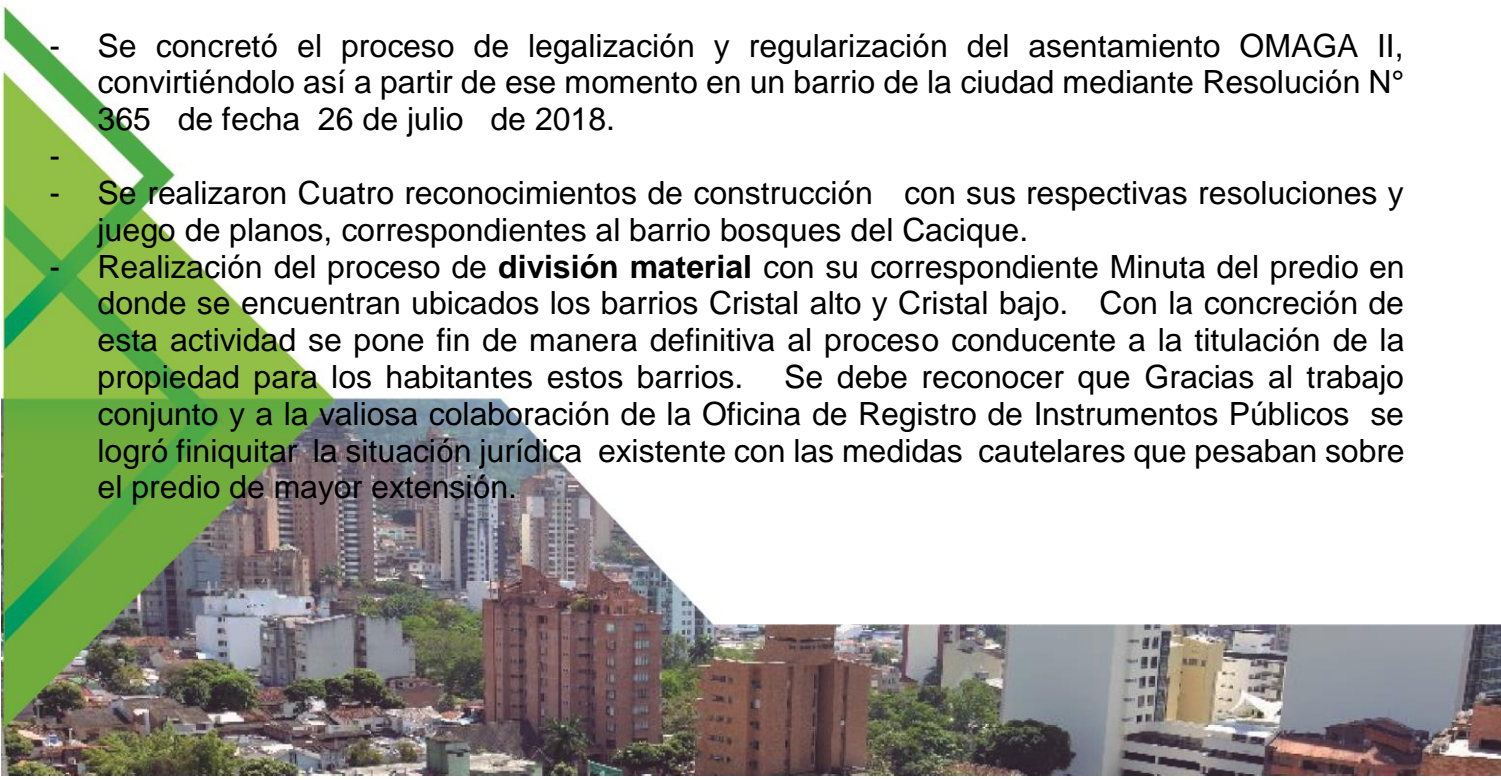 - Se concretó el proceso de legalización y regularización del asentamiento OMAGA II,
convirtiéndolo así a partir de ese momento en un barrio de la ciudad mediante Resolución N°
365 de fecha 26 de julio de 2018.
-
- Se realizaron Cuatro reconocimientos de construcción con sus respectivas resoluciones y
juego de planos, correspondientes al barrio bosques del Cacique.
- Realización del proceso de división material con su correspondiente Minuta del predio en
donde se encuentran ubicados los barrios Cristal alto y Cristal bajo. Con la concreción de
esta actividad se pone fin de manera definitiva al proceso conducente a la titulación de la
propiedad para los habitantes estos barrios. Se debe reconocer que Gracias al trabajo
conjunto y a la valiosa colaboración de la Oficina de Registro de Instrumentos Públicos se
logró finiquitar la situación jurídica existente con las medidas cautelares que pesaban sobre
el predio de mayor extensión.